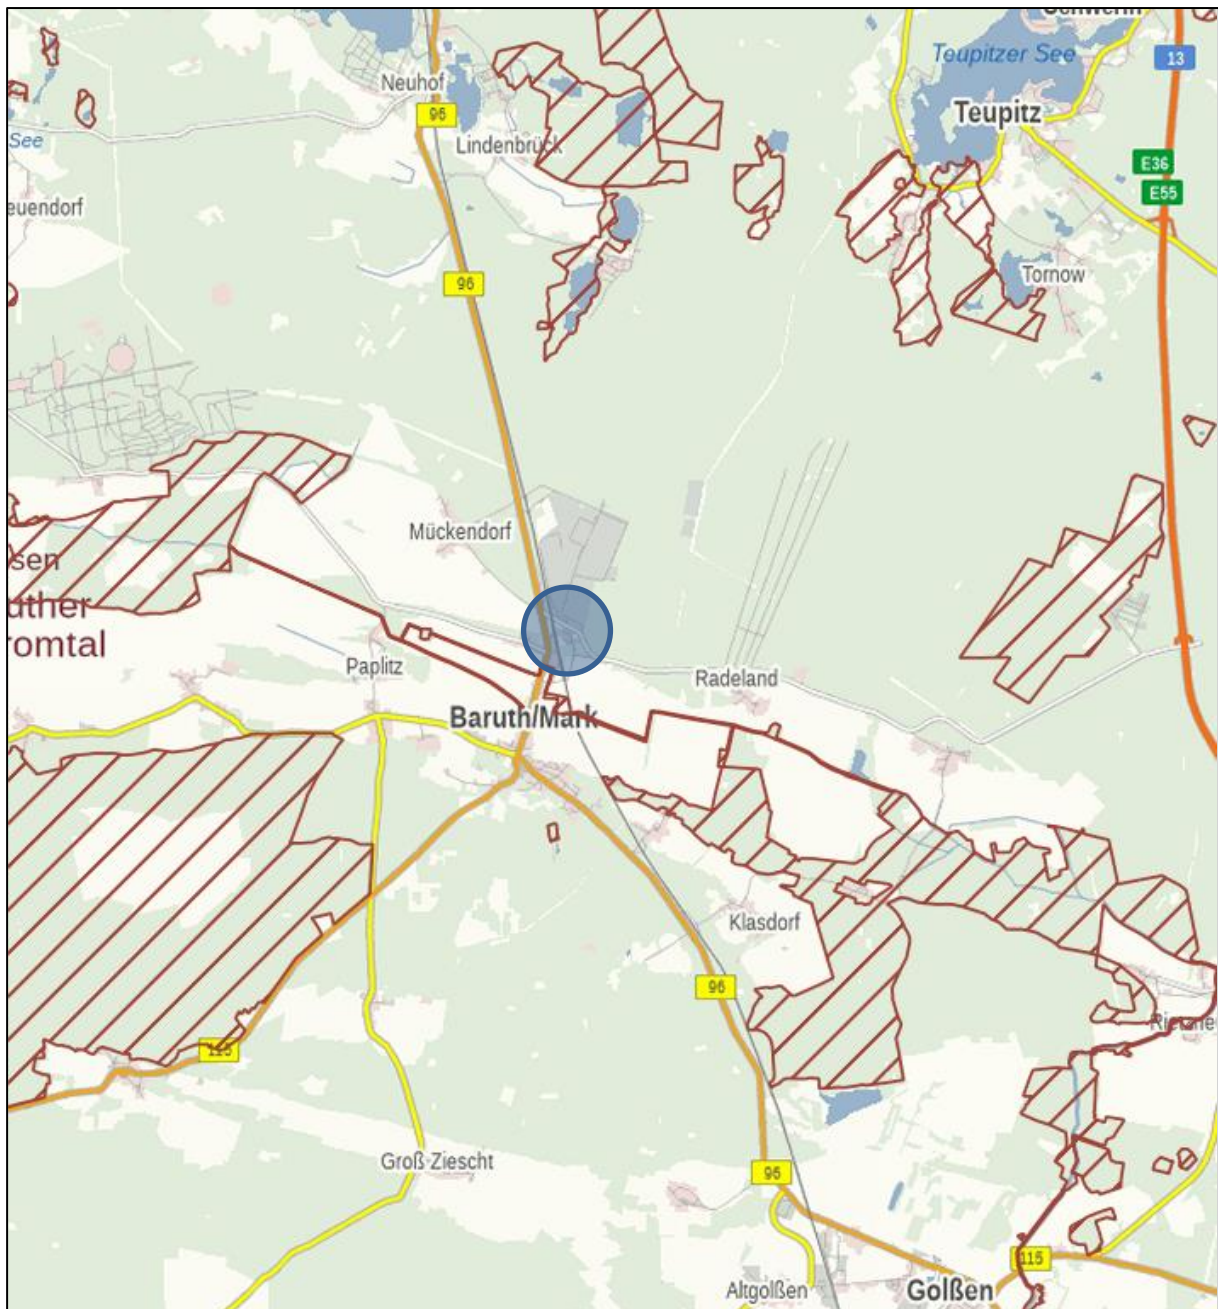 Teupitzer See
13
Neuhof
96
Teupitz
Lindenbrück
See
E36
E55
euendorf
96
Tornow
Mückendorf
sen
uther
romtal
Paplitz
Radeland
Baruth/Mark
Klasdorf
96
115
Groß Ziescht
96
115
Altgolßen
Golßen